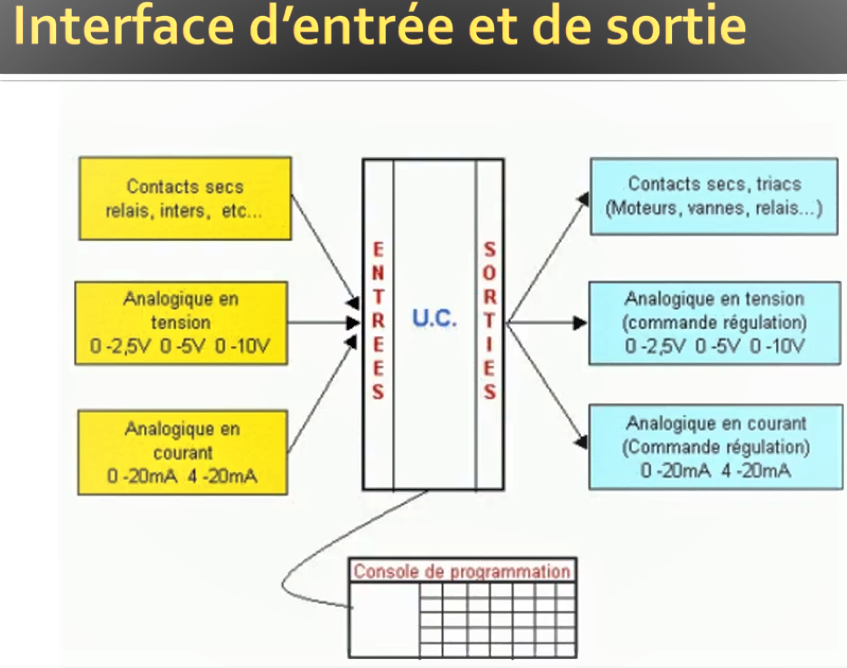 Interface d’entrée et de sortie
Contacts secs
relais, inters, etc...
Analogique en
tension
0 -2,5V 0 -5V 0 -10V
Analogique en
courant
0 -20mA 4 -20mA
ENTREES
U.C.
SORTIES
Contacts secs, triacs
(Moteurs, vannes, relais...)
Analogique en tension
(commande régulation)
0 -2,5V 0 -5V 0 -10V
Analogique en courant
(Commande régulation)
0 -20mA 4 -20mA
Console de programmation